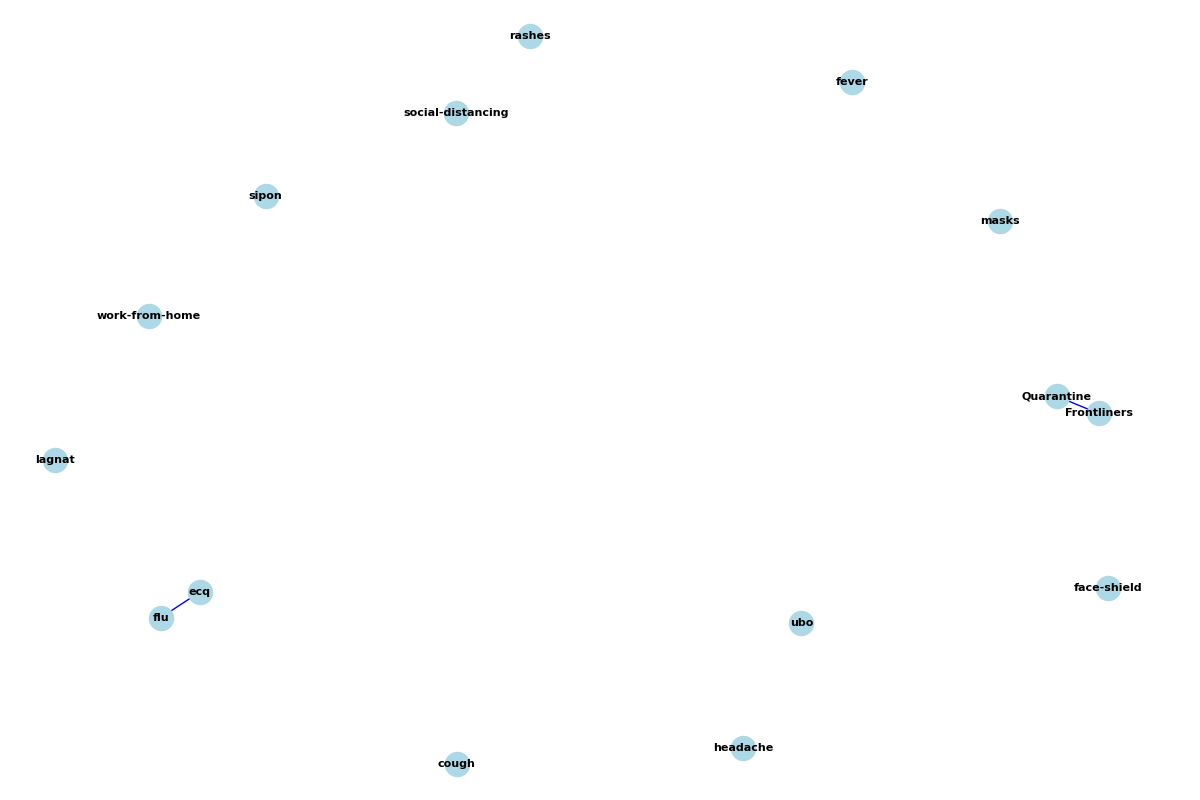 rashes
fever
social-distancing
sipon
masks
work-from-home
Quarantine
Frontliners
lagnat
face-shield
ecq
flu
ubo
headache
cough